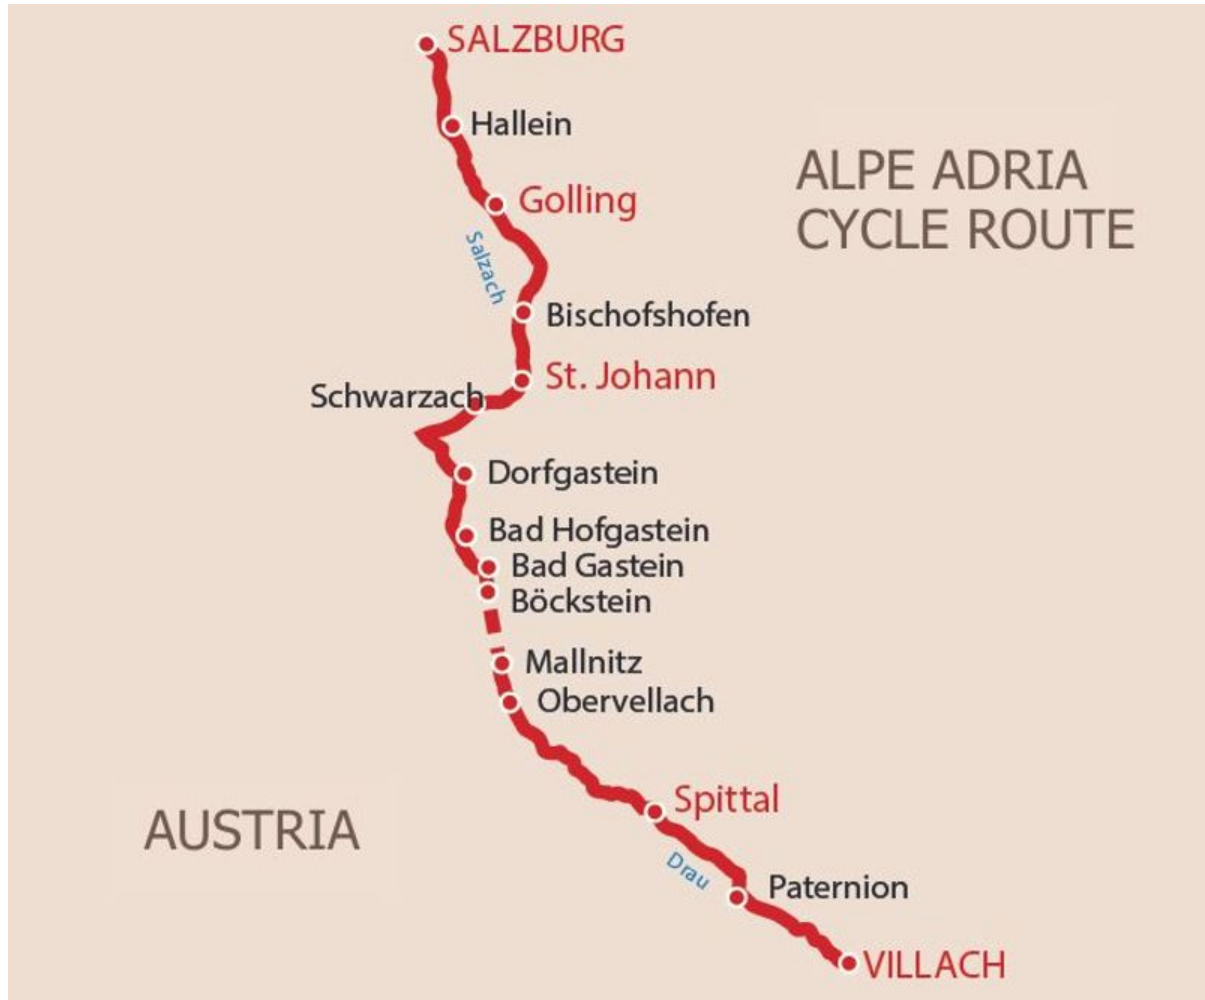 SALZBURG
Hallein
ALPE ADRIA
CYCLE ROUTE
Golling
Salzach
Bischofshofen
St. Johann
Schwarzach
Dorfgastein
Bad Hofgastein
Bad Gastein
Böckstein
Mallnitz
Obervellach
Spittal
AUSTRIA
Drau
Paternion
VILLACH